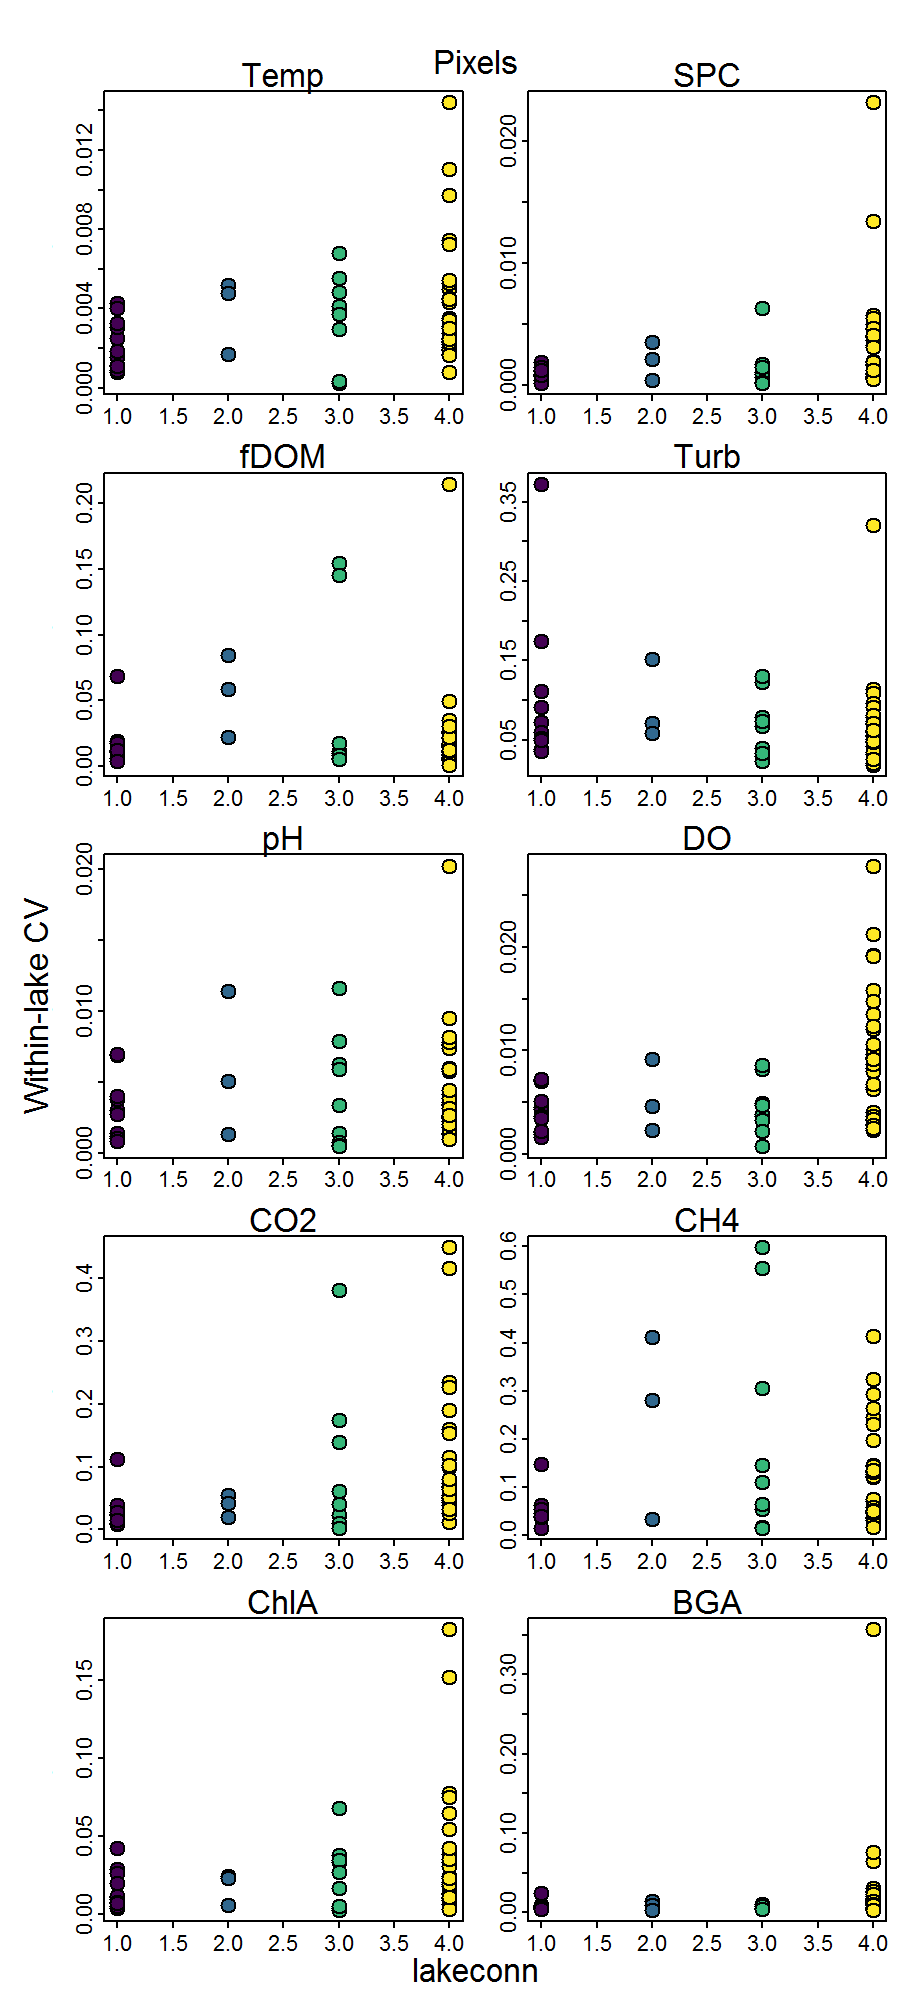 Pixels
Temp
SPC
0.000 0.004 0.008 0.012
1.0 1.5 2.0 2.5 3.0 3.5 4.0
0.000 0.010 0.020
1.0 1.5 2.0 2.5 3.0 3.5 4.0
fDOM
Turb
0.00 0.05 0.10 0.15 0.20
1.0 1.5 2.0 2.5 3.0 3.5 4.0
0.05 0.15 0.25 0.35
1.0 1.5 2.0 2.5 3.0 3.5 4.0
pH
DO
Within-lake CV
0.000 0.010 0.020
1.0 1.5 2.0 2.5 3.0 3.5 4.0
0.000 0.010 0.020
1.0 1.5 2.0 2.5 3.0 3.5 4.0
CO2
CH4
0.0 0.1 0.2 0.3 0.4
1.0 1.5 2.0 2.5 3.0 3.5 4.0
0.0 0.1 0.2 0.3 0.4 0.5 0.6
1.0 1.5 2.0 2.5 3.0 3.5 4.0
ChlA
BGA
0.00 0.05 0.10 0.15
1.0 1.5 2.0 2.5 3.0 3.5 4.0
0.00 0.10 0.20 0.30
1.0 1.5 2.0 2.5 3.0 3.5 4.0
lakeconn